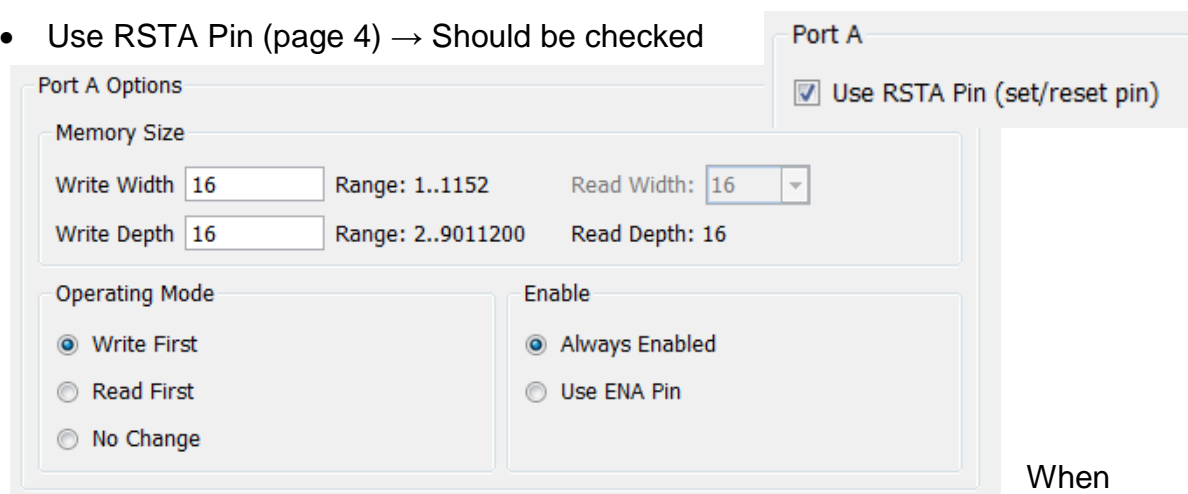 • Use RSTA Pin (page 4) → Should be checked
Port A
Use RSTA Pin (set/reset pin)
Port A Options
Memory Size
Write Width 16 Range: 1..1152 Read Width: 16
Write Depth 16 Range: 2..9011200 Read Depth: 16
Operating Mode
Write First
Read First
No Change
Enable
Always Enabled
Use ENA Pin
When